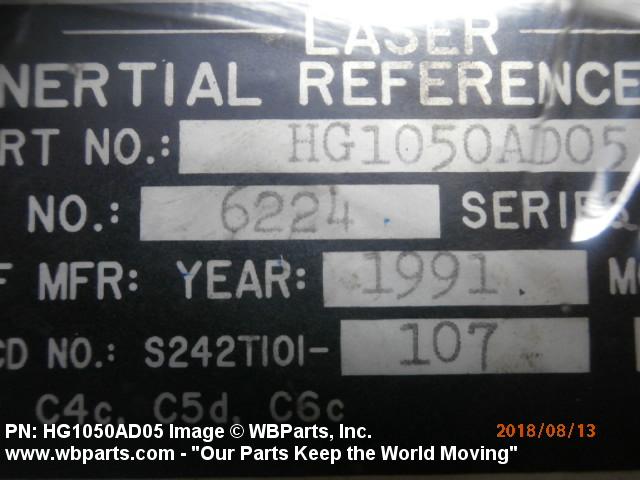 LASER
NERTIAL REFERENCE
RT NO.: HG1050AD05
NO.: 6224 SERIES
F MFR: YEAR: 1991 MO
CD NO.: S242T101- 107
C4c, C5d, C6c
PN: HG1050AD05 Image © WBParts, Inc. 2018/08/13
www.wbparts.com - "Our Parts Keep the World Moving"